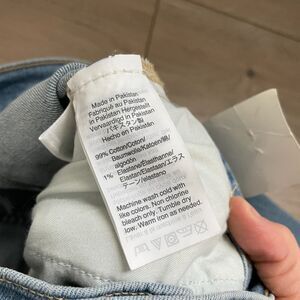 Made in Pakistan
Fabriqué au Pakistan
in Pakistan Hergestellt
Vervaardigd in Pakistan
パキスタン製
Hecho en Pakistán
99% Cotton/Coton/
Baumwolle/Katoen/綿/
algodón
1% Elastane/Élasthanne/
Elastan/Elastaan/エラス
テーン/elastano
Machine wash cold with
like colors. Non chlorine
bleach only. Tumble dry
low. Warm iron as needed.